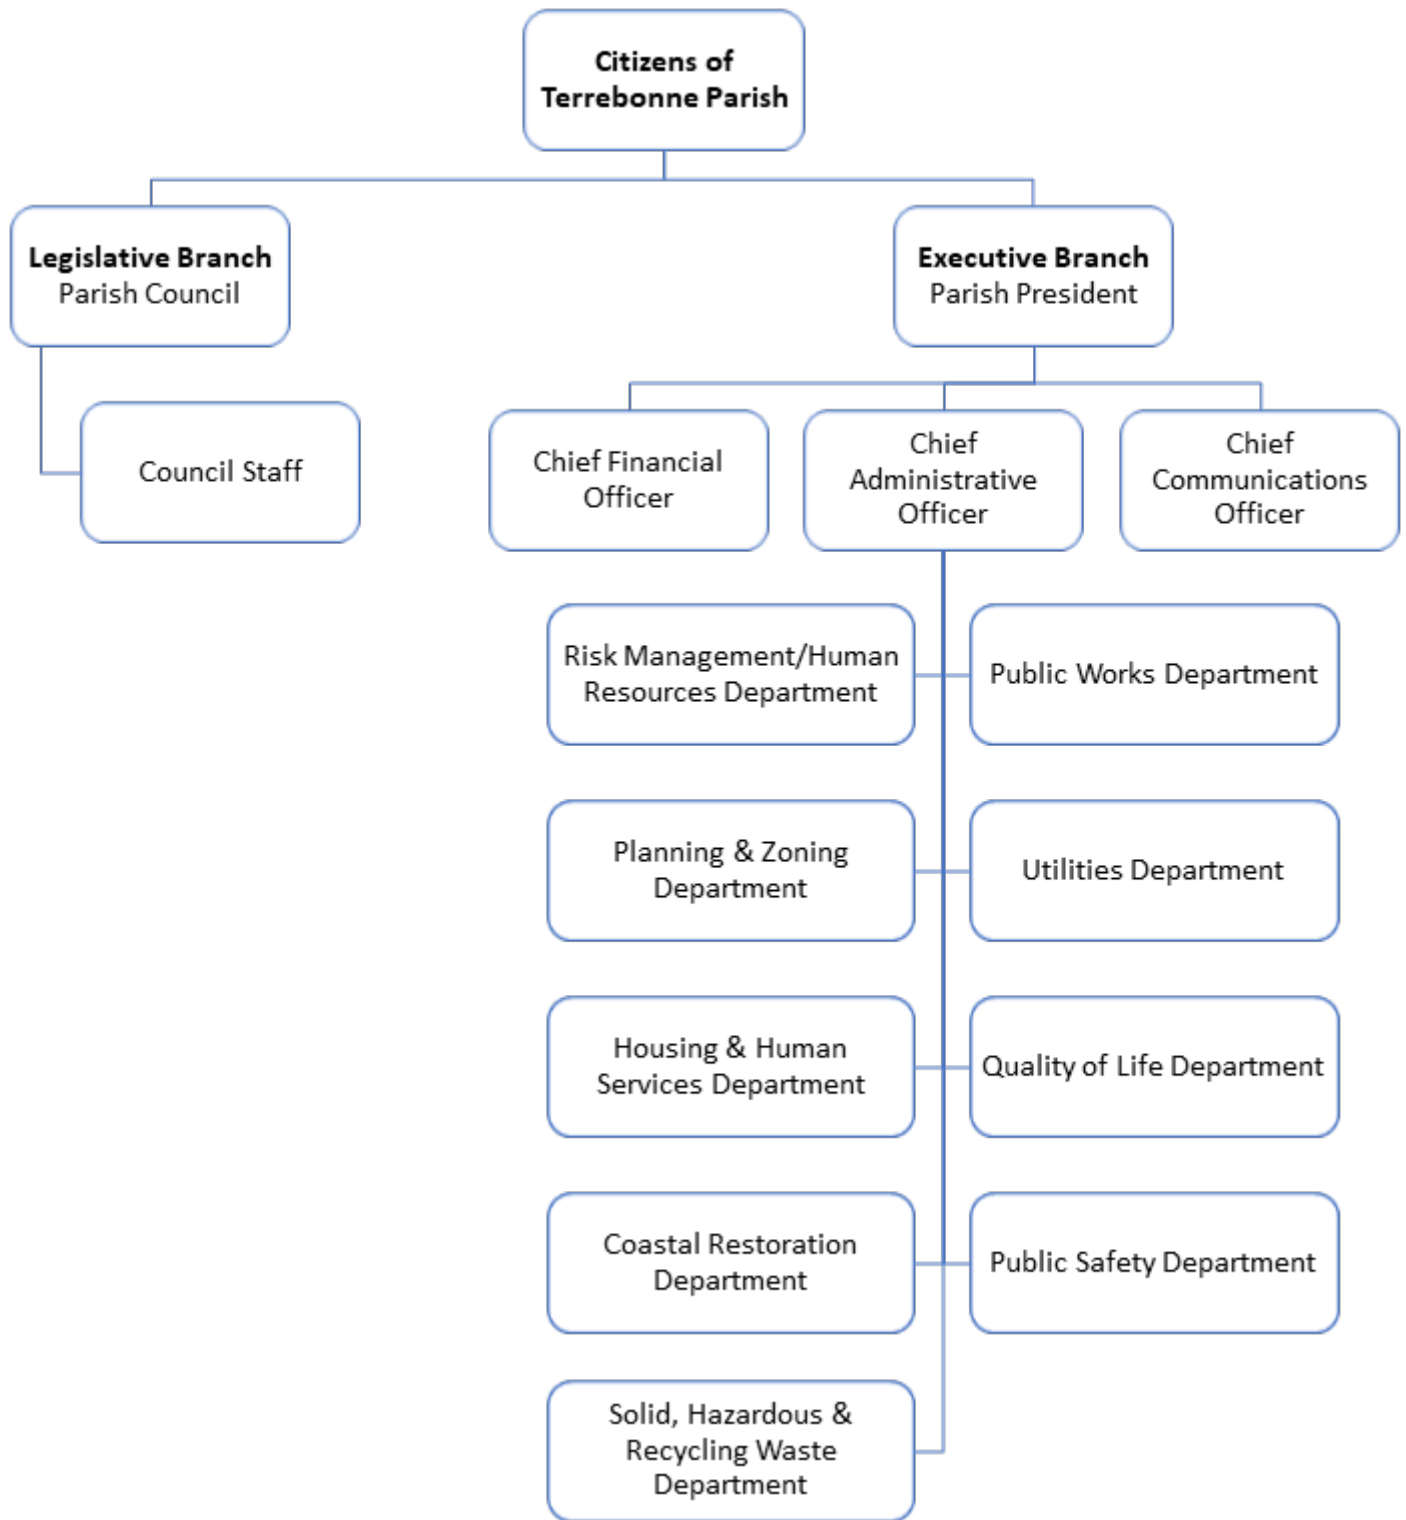 Citizens of
Terrebonne Parish
Legislative Branch
Parish Council
Executive Branch
Parish President
Council Staff
Chief Financial
Officer
Chief
Administrative
Officer
Chief
Communications
Officer
Risk Management/Human
Resources Department
Public Works Department
Planning & Zoning
Department
Utilities Department
Housing & Human
Services Department
Quality of Life Department
Coastal Restoration
Department
Public Safety Department
Solid, Hazardous &
Recycling Waste
Department